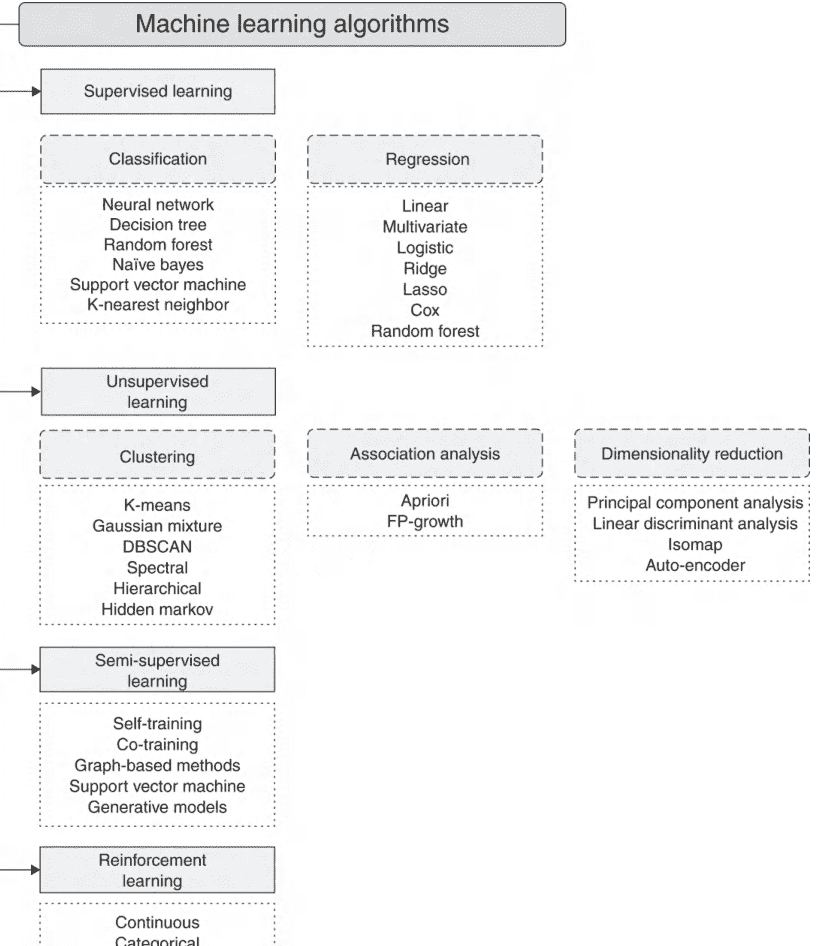 Machine learning algorithms
Supervised learning
Classification
Neural network
Decision tree
Random forest
Naïve bayes
Support vector machine
K-nearest neighbor
Regression
Linear
Multivariate
Logistic
Ridge
Lasso
Cox
Random forest
Unsupervised
learning
Clustering
K-means
Gaussian mixture
DBSCAN
Spectral
Hierarchical
Hidden markov
Association analysis
Apriori
FP-growth
Dimensionality reduction
Principal component analysis
Linear discriminant analysis
Isomap
Auto-encoder
Semi-supervised
learning
Self-training
Co-training
Graph-based methods
Support vector machine
Generative models
Reinforcement
learning
Continuous
Categorical